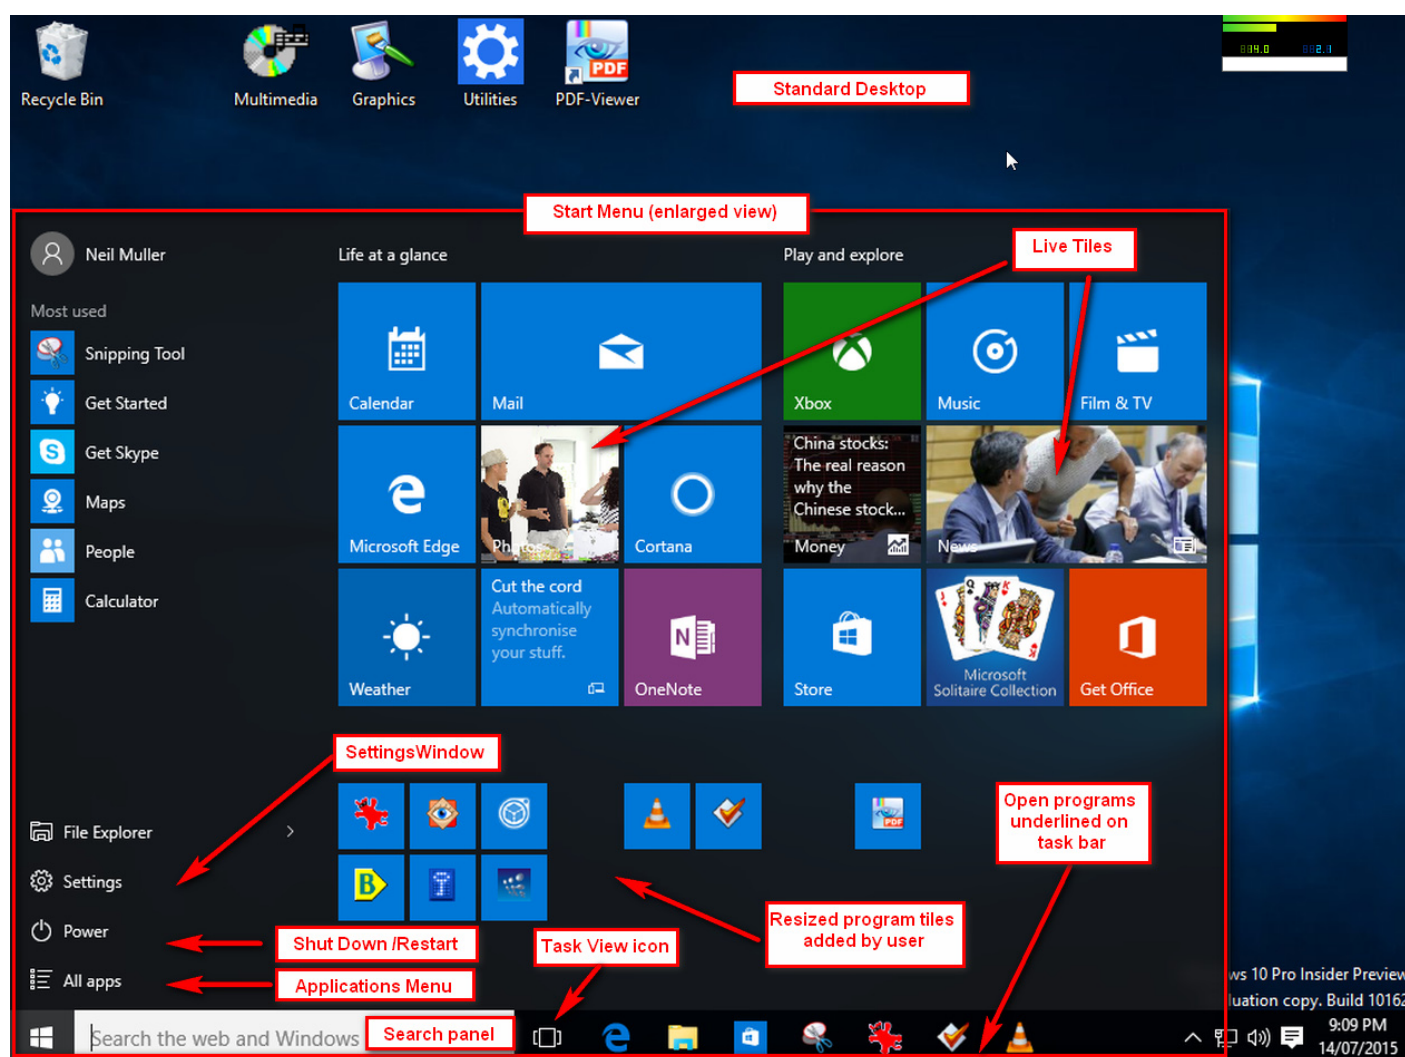 Recycle Bin
Multimedia
Graphics
Utilities
PDF
PDF-Viewer
Standard Desktop
Start Menu (enlarged view)
Neil Muller
Life at a glance
Play and explore
Live Tiles
Most used
Snipping Tool
Get Started
Get Skype
Maps
People
Calculator
Calendar
Mail
Xbox
Music
Film & TV
Microsoft Edge
Photos
Cortana
China stocks:
The real reason
why the
Chinese stock...
Money
News
Weather
Cut the cord
Automatically
synchronise
your stuff.
OneNote
Store
Microsoft
Solitaire Collection
Get Office
SettingsWindow
File Explorer
Settings
Power
All apps
Shut Down /Restart
Applications Menu
Task View icon
Resized program tiles
added by user
Open programs
underlined on
task bar
ws 10 Pro Insider Preview
luation copy. Build 10162
Search the web and Windows
Search panel
9:09 PM
14/07/2015